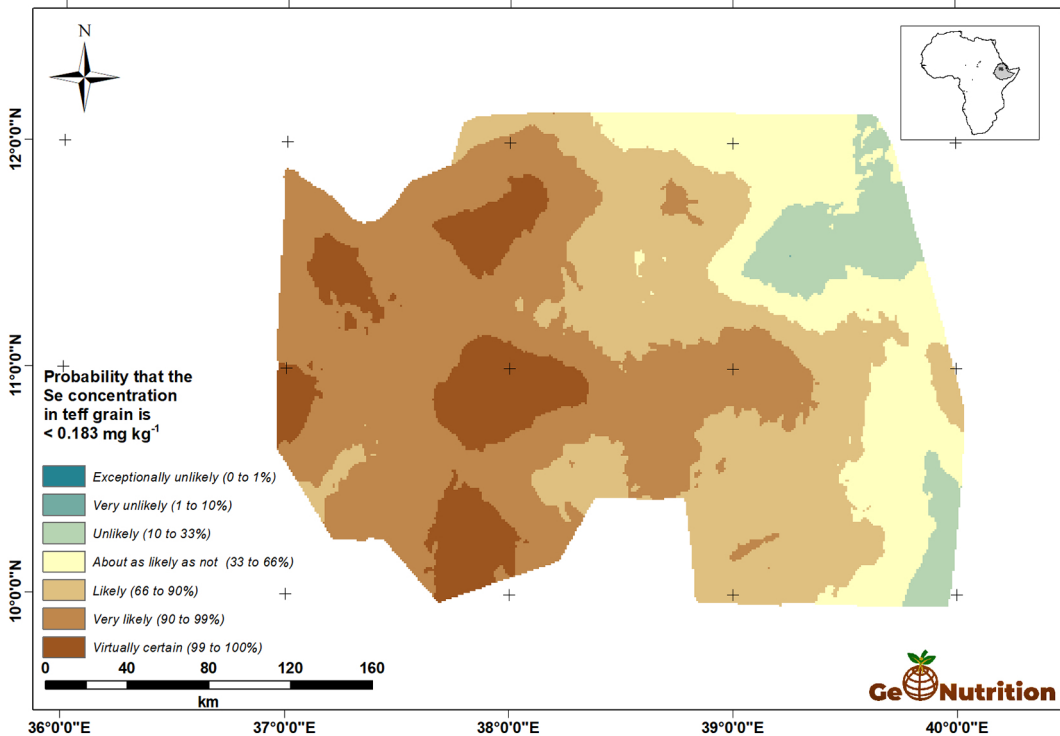 N
12°0'0"N
11°0'0"N
10°0'0"N
Probability that the
Se concentration
in teff grain is
< 0.183 mg kg⁻¹
Exceptionally unlikely (0 to 1%)
Very unlikely (1 to 10%)
Unlikely (10 to 33%)
About as likely as not (33 to 66%)
Likely (66 to 90%)
Very likely (90 to 99%)
Virtually certain (99 to 100%)
0 40 80 120 160
km
GeoNutrition
36°0'0"E 37°0'0"E 38°0'0"E 39°0'0"E 40°0'0"E